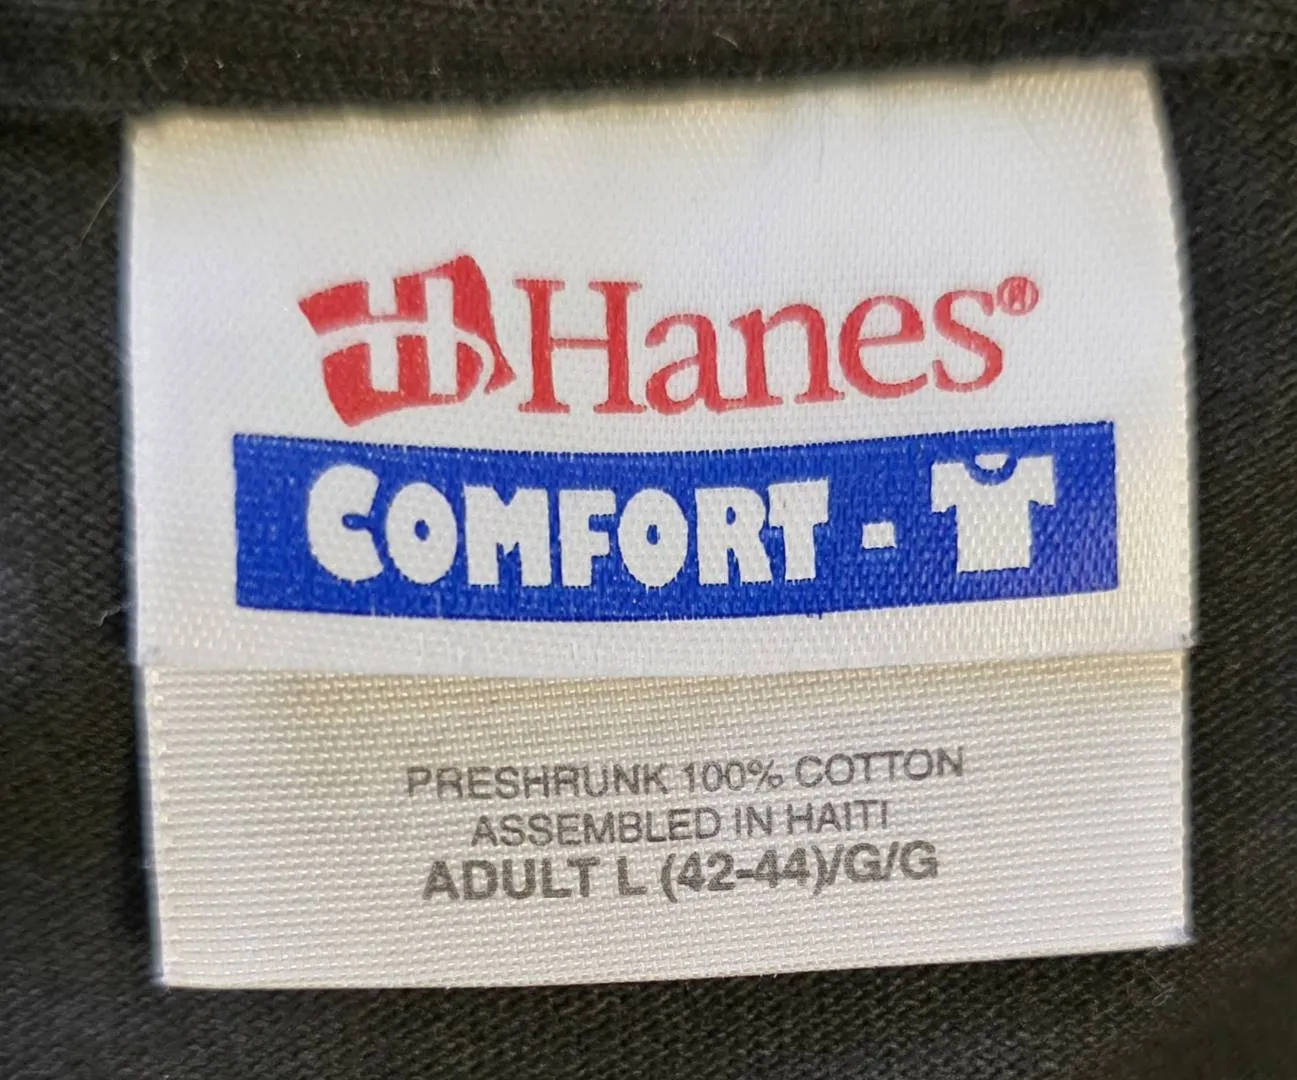 Hanes®
COMFORT-
PRESHRUNK 100% COTTON
ASSEMBLED IN HAITI
ADULT L (42-44)/G/G